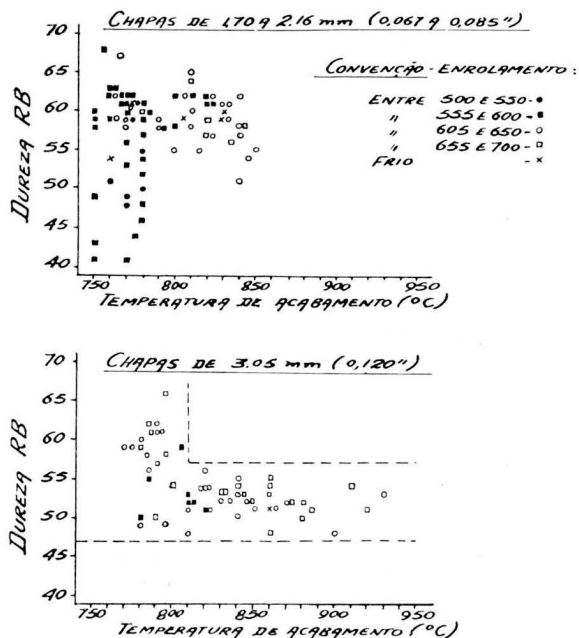 CHAPAS DE 1,70 A 2.16 mm (0,067 A 0,085")
CONVENÇÃO - ENROLAMENTO :
ENTRE 500 E 550 - ●
" 555 E 600 - ■
" 605 E 650 - ○
" 655 E 700 - □
FRIO - ×
DUREZA RB
70
65
60
55
50
45
40
750 800 850 900 950
TEMPERATURA DE ACABAMENTO (ºC)
CHAPAS DE 3.05 mm (0,120")
DUREZA RB
70
60
55
50
45
40
750 800 850 900 950
TEMPERATURA DE ACABAMENTO (ºC)